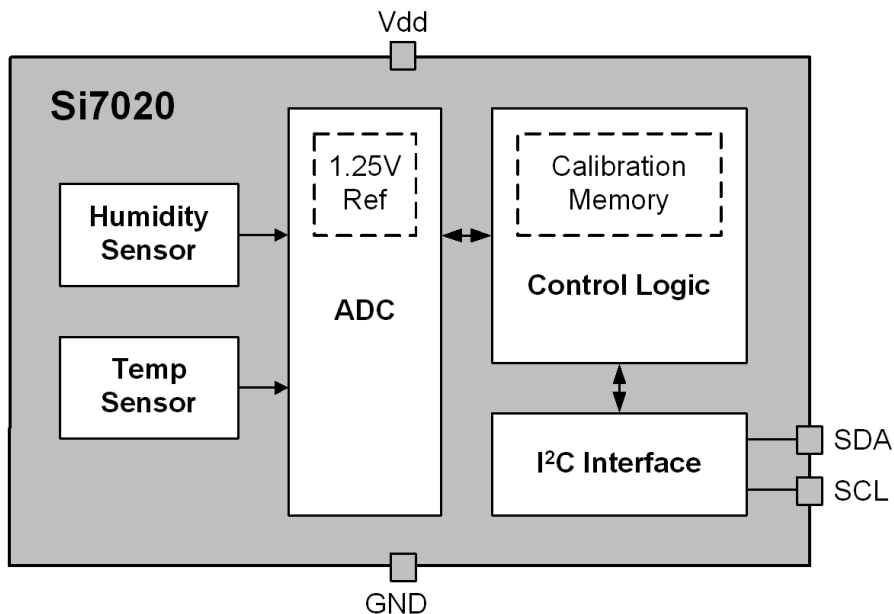 Vdd
Si7020
1.25V
Ref
Calibration
Memory
Humidity
Sensor
ADC
Control Logic
Temp
Sensor
I²C Interface
SDA
SCL
GND